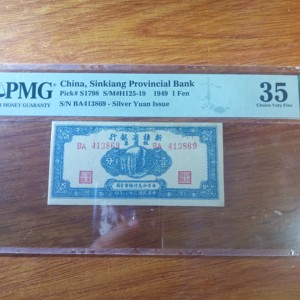 PMG
PAPER MONEY GUARANTY
China, Sinkiang Provincial Bank
Pick# S1798 S/M#H125-19 1949 1 Fen
S/N BA413869 - Silver Yuan Issue
35
Choice Very Fine
行銀省疆新
BA 413869 BA 413869